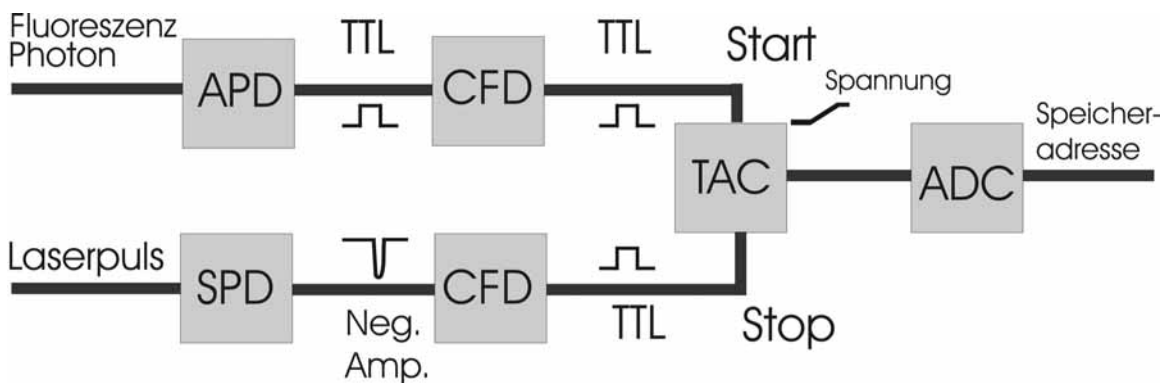 Fluoreszenz
Photon
APD
TTL
CFD
TTL
Start
Spannung
TAC
ADC
Speicher-
adresse
Laserpuls
SPD
Neg.
Amp.
CFD
TTL
Stop